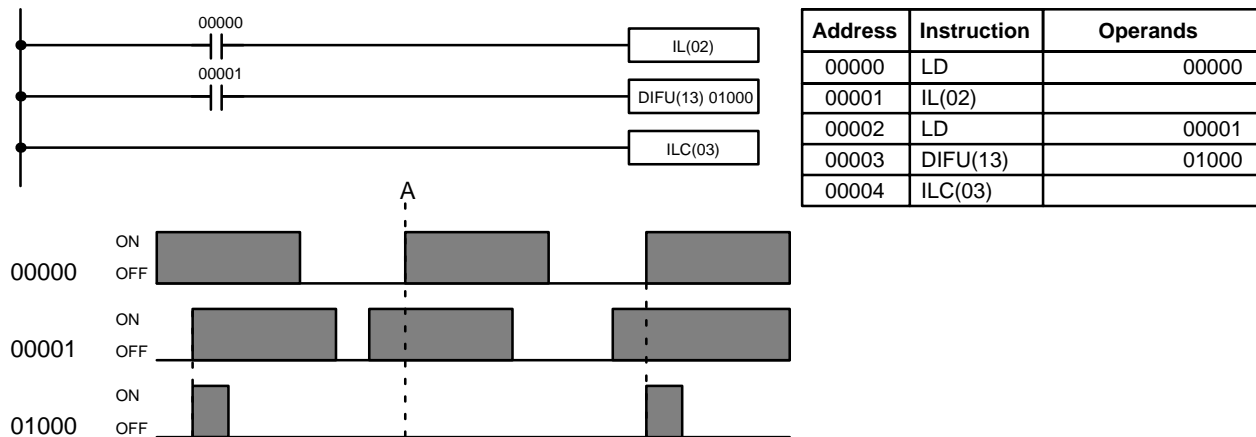 00000
IL(02)
00001
DIFU(13) 01000
ILC(03)
Address Instruction Operands
00000 LD 00000
00001 IL(02)
00002 LD 00001
00003 DIFU(13) 01000
00004 ILC(03)
A
ON
00000 OFF
ON
00001 OFF
ON
01000 OFF